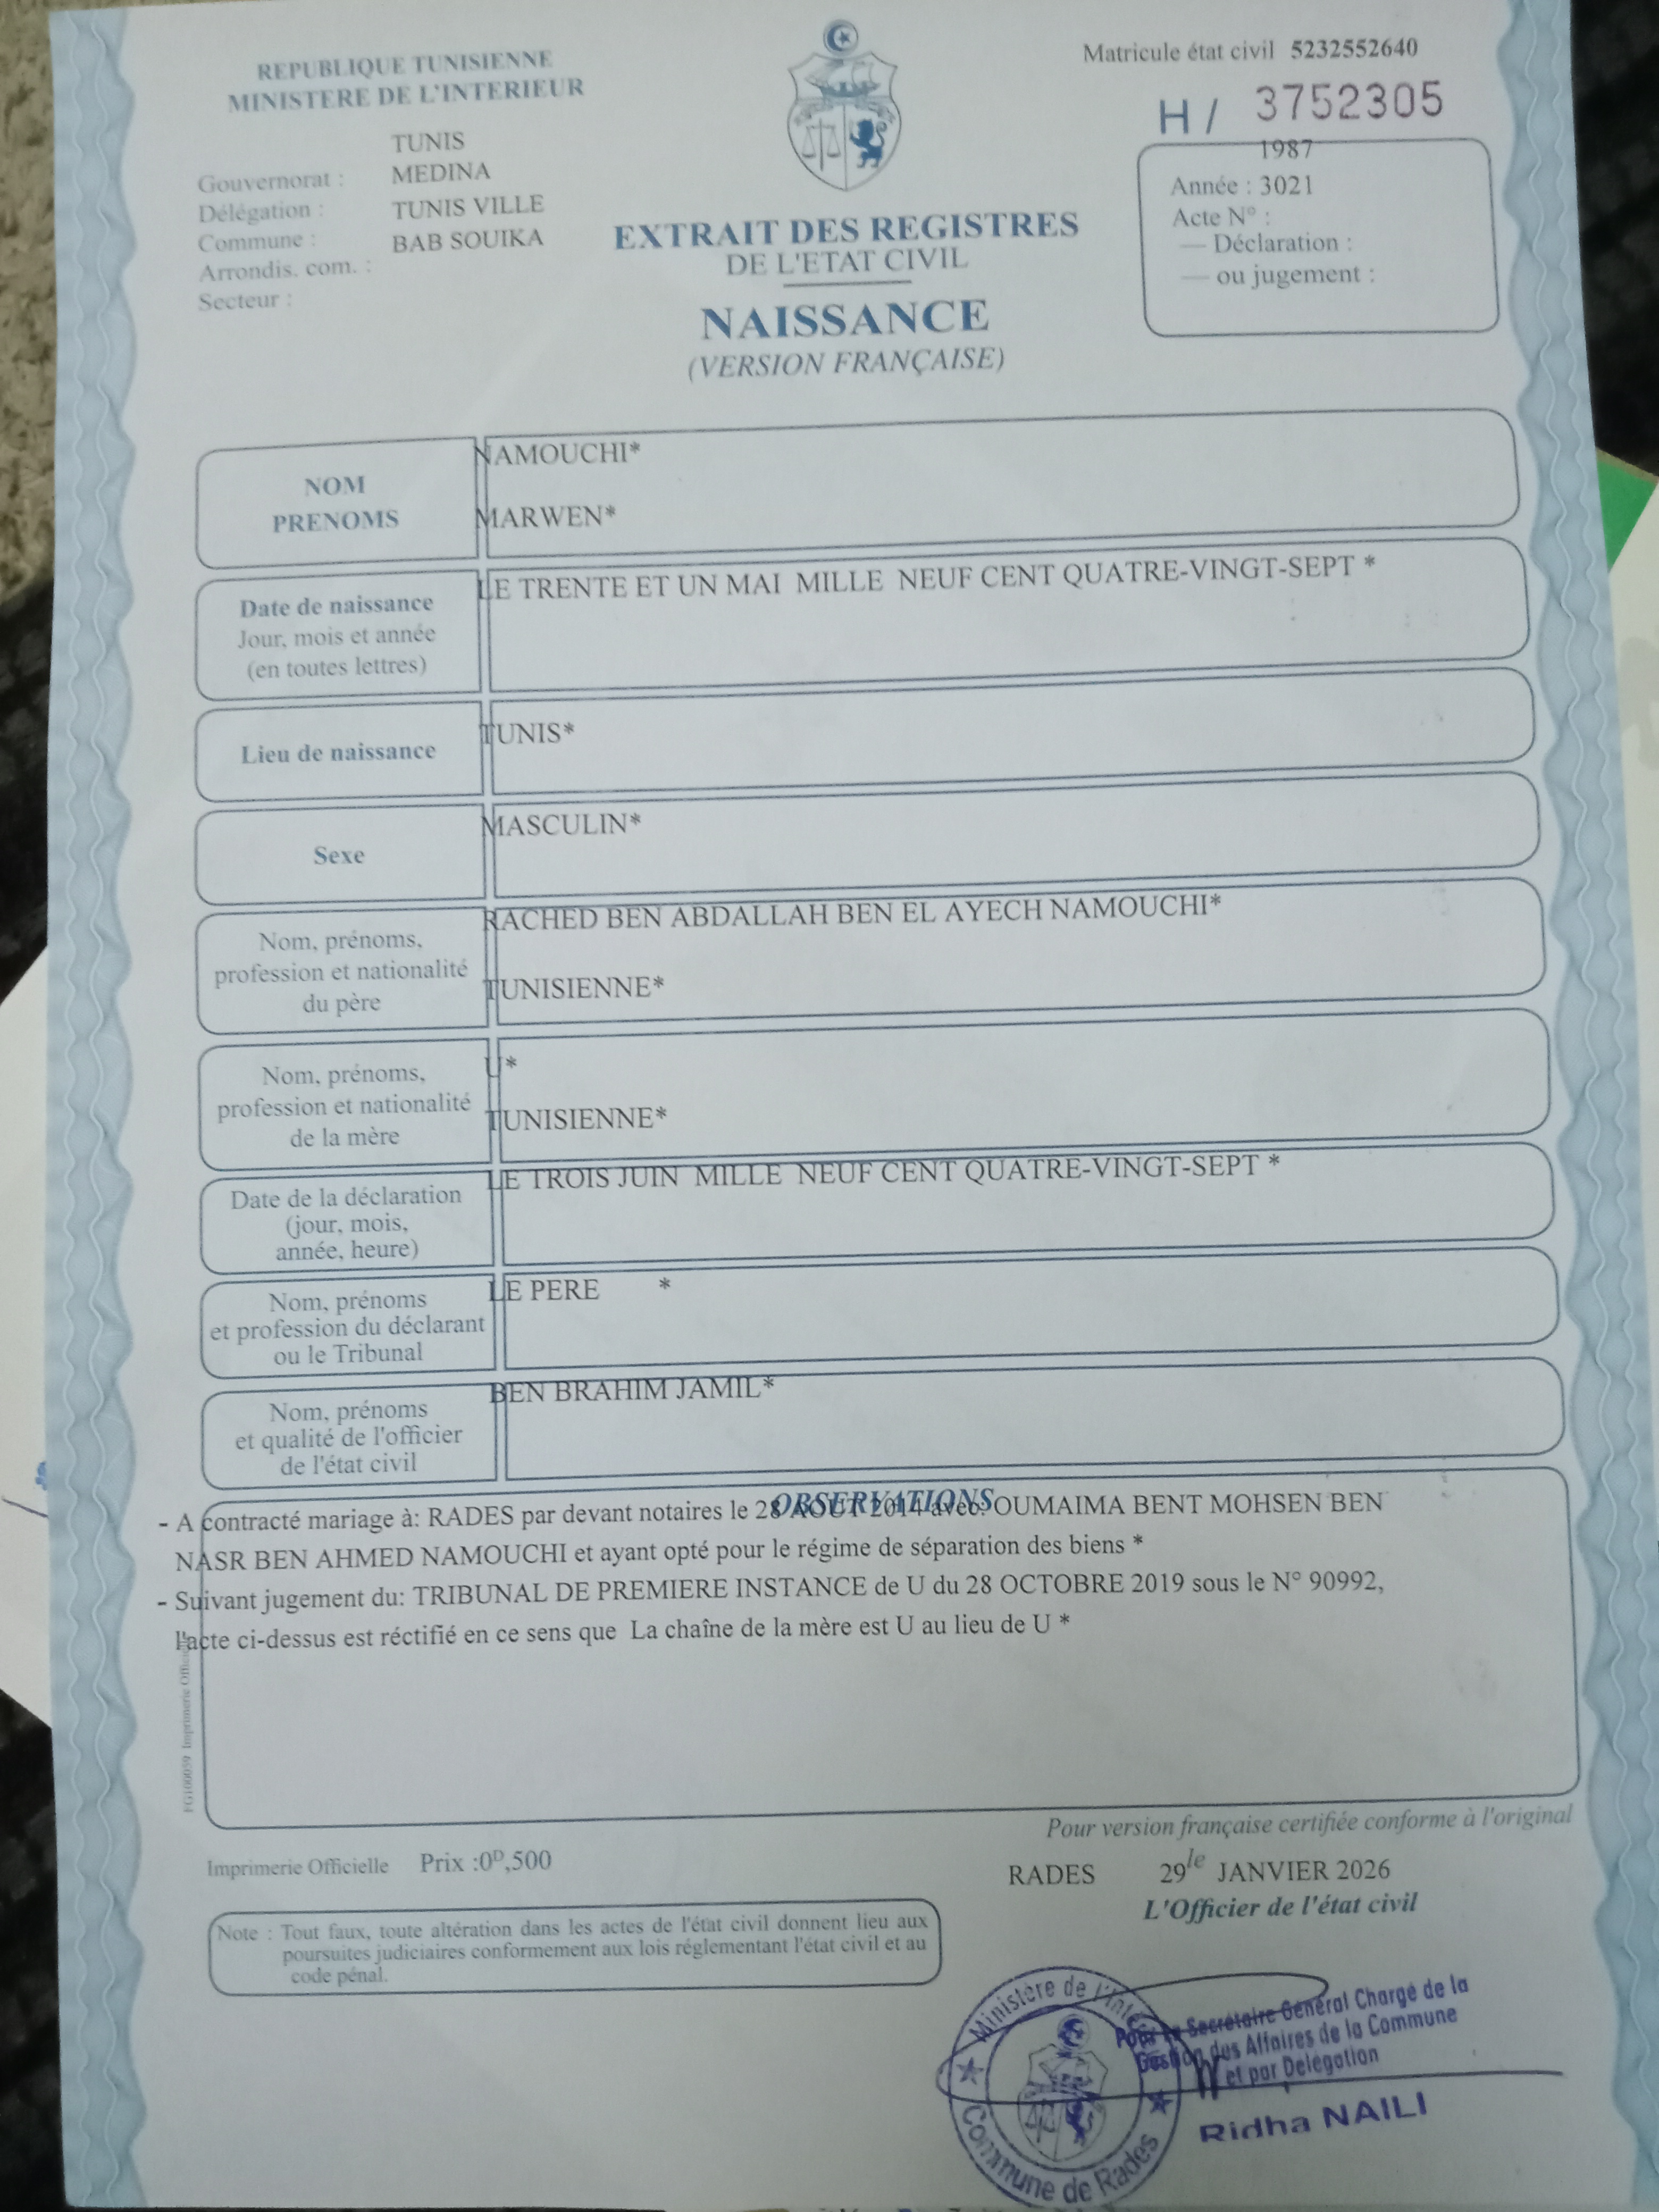 REPUBLIQUE TUNISIENNE
MINISTERE DE L'INTERIEUR
Matricule état civil 5232552640
H / 3752305
TUNIS
Gouvernorat : MEDINA
Délégation : TUNIS VILLE
Commune : BAB SOUIKA
Arrondis. com. :
Secteur :
1987
Année : 3021
Acte N° :
— Déclaration :
— ou jugement :
EXTRAIT DES REGISTRES
DE L'ETAT CIVIL
NAISSANCE
(VERSION FRANÇAISE)
NOM
PRENOMS
NAMOUCHI*
MARWEN*
Date de naissance
Jour, mois et année
(en toutes lettres)
LE TRENTE ET UN MAI MILLE NEUF CENT QUATRE-VINGT-SEPT *
Lieu de naissance
TUNIS*
Sexe
MASCULIN*
Nom, prénoms,
profession et nationalité
du père
RACHED BEN ABDALLAH BEN EL AYECH NAMOUCHI*
TUNISIENNE*
Nom, prénoms,
profession et nationalité
de la mère
U*
TUNISIENNE*
Date de la déclaration
(jour, mois,
année, heure)
LE TROIS JUIN MILLE NEUF CENT QUATRE-VINGT-SEPT *
Nom, prénoms
et profession du déclarant
ou le Tribunal
LE PERE *
Nom, prénoms
et qualité de l'officier
de l'état civil
BEN BRAHIM JAMIL*
OBSERVATIONS
- A contracté mariage à: RADES par devant notaires le 28 AOUT 2014 avec: OUMAIMA BENT MOHSEN BEN
NASR BEN AHMED NAMOUCHI et ayant opté pour le régime de séparation des biens *
- Suivant jugement du: TRIBUNAL DE PREMIERE INSTANCE de U du 28 OCTOBRE 2019 sous le N° 90992,
l'acte ci-dessus est réctifié en ce sens que La chaîne de la mère est U au lieu de U *
FG100059 Imprimerie
Pour version française certifiée conforme à l'original
Imprimerie Officielle Prix :0ᴰ,500
RADES 29 le JANVIER 2026
L'Officier de l'état civil
Note : Tout faux, toute altération dans les actes de l'état civil donnent lieu aux
poursuites judiciaires conformement aux lois réglementant l'état civil et au
code pénal.
Ministère de l'Inté
Commune de Rades
Pour le Secrétaire Général Chargé de la
Gestion des Affaires de la Commune
et par Délégation
Ridha NAILI